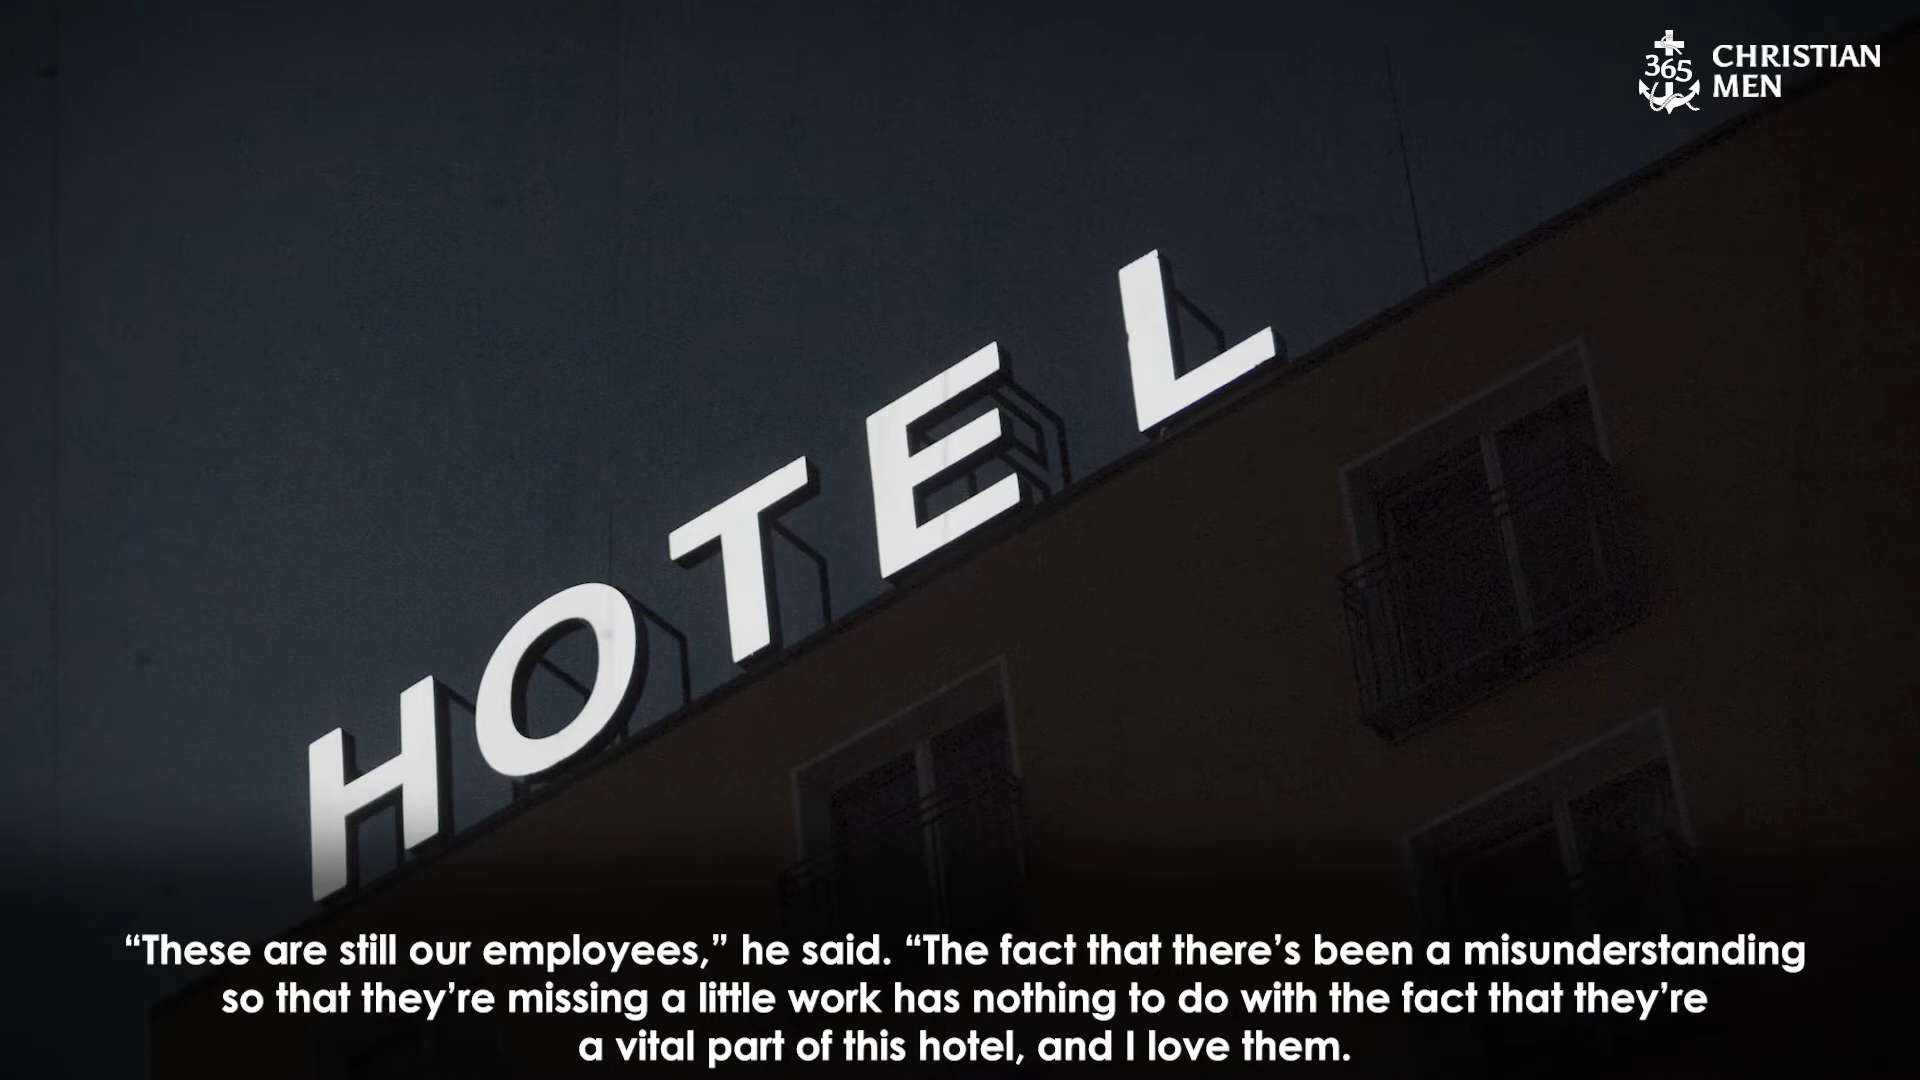 365
CHRISTIAN
MEN
HOTEL
“These are still our employees,” he said. “The fact that there’s been a misunderstanding
so that they’re missing a little work has nothing to do with the fact that they’re
a vital part of this hotel, and I love them.